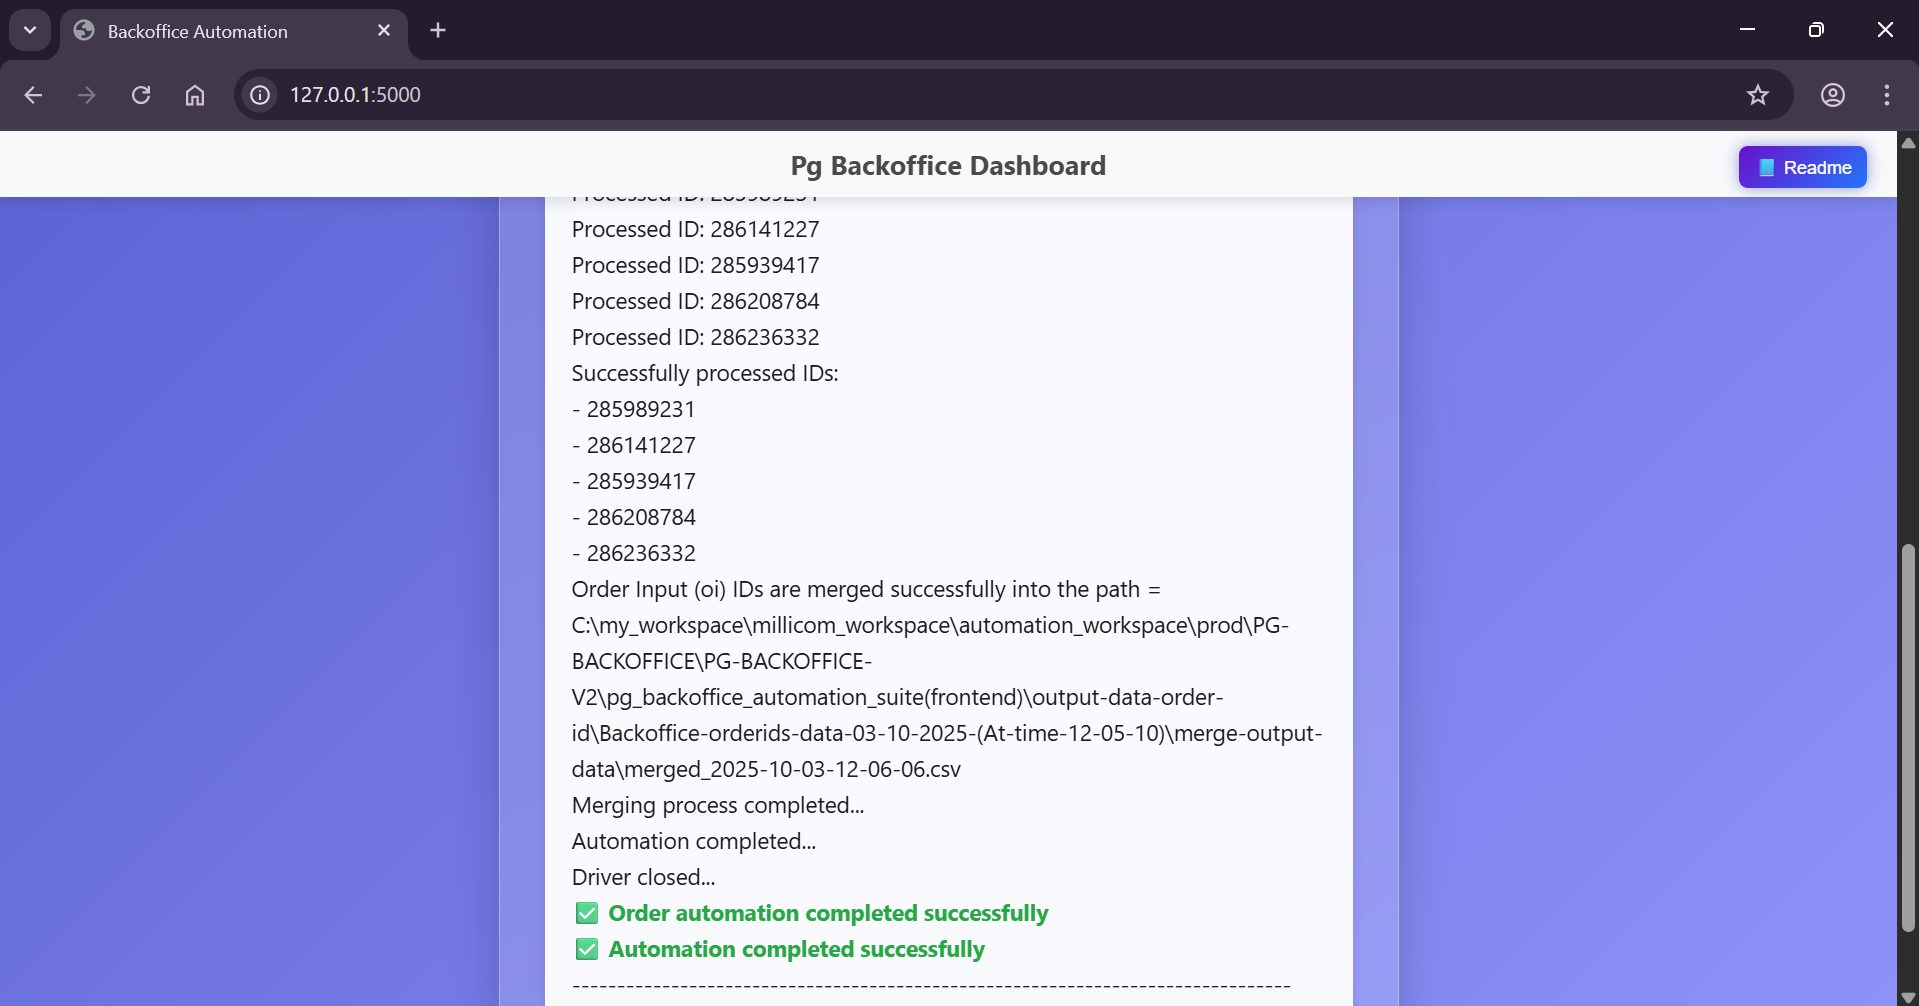 Backoffice Automation
127.0.0.1:5000
Pg Backoffice Dashboard
Readme
Processed ID: 285989231
Processed ID: 286141227
Processed ID: 285939417
Processed ID: 286208784
Processed ID: 286236332
Successfully processed IDs:
- 285989231
- 286141227
- 285939417
- 286208784
- 286236332
Order Input (oi) IDs are merged successfully into the path =
C:\my_workspace\millicom_workspace\automation_workspace\prod\PG-
BACKOFFICE\PG-BACKOFFICE-
V2\pg_backoffice_automation_suite(frontend)\output-data-order-
id\Backoffice-orderids-data-03-10-2025-(At-time-12-05-10)\merge-output-
data\merged_2025-10-03-12-06-06.csv
Merging process completed...
Automation completed...
Driver closed...
✅ Order automation completed successfully
✅ Automation completed successfully
--------------------------------------------------------------------------------